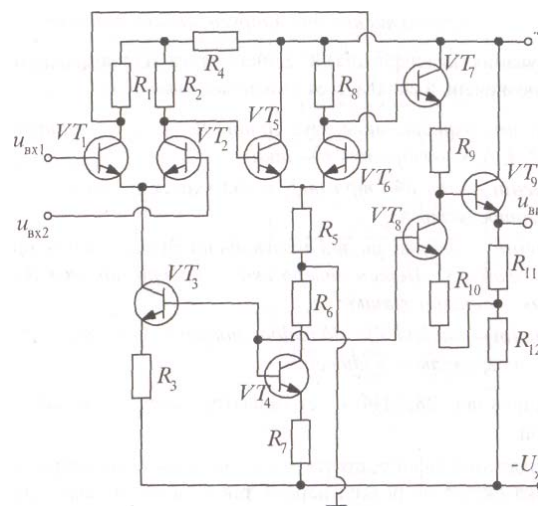 R₁
R₂
R₄
R₈
VT₇
VT₁
VT₂
VT₅
VT₆
R₉
VT₉
uвх1
uвх2
VT₈
R₅
R₁₁
VT₃
R₆
R₁₀
R₁₂
R₃
VT₄
R₇